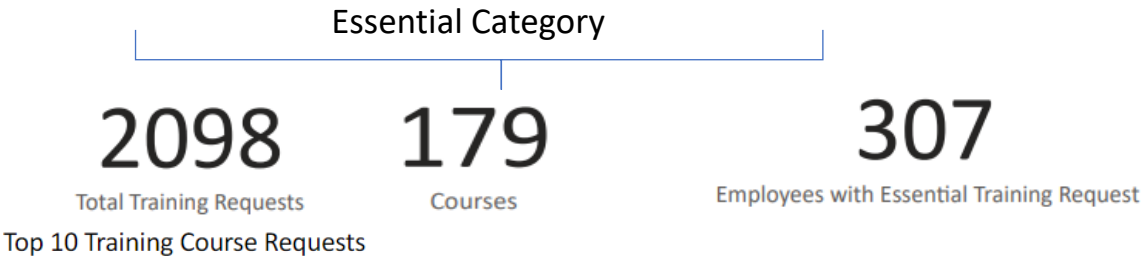 Essential Category
2098 179 307
Total Training Requests Courses Employees with Essential Training Request
Top 10 Training Course Requests